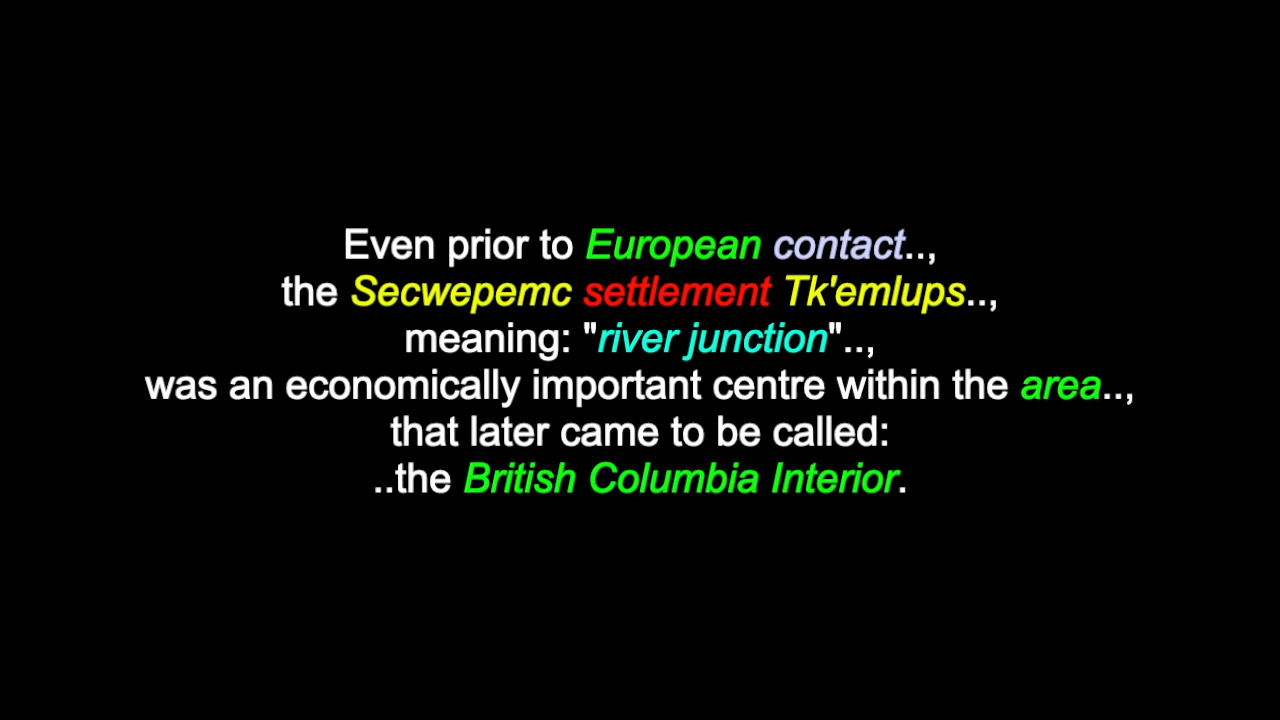 Even prior to European contact..,
the Secwepemc settlement Tk'emlups..,
meaning: "river junction"..,
was an economically important centre within the area..,
that later came to be called:
..the British Columbia Interior.